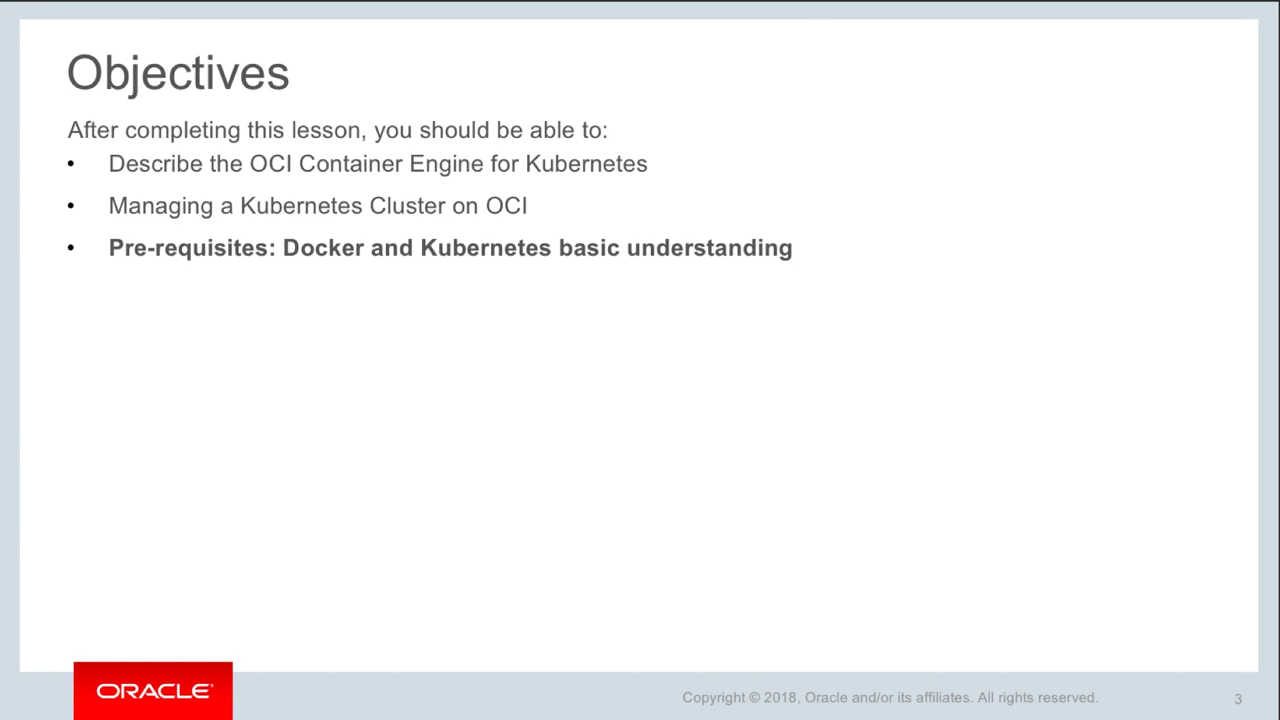 Objectives
After completing this lesson, you should be able to:
• Describe the OCI Container Engine for Kubernetes
• Managing a Kubernetes Cluster on OCI
• Pre-requisites: Docker and Kubernetes basic understanding
ORACLE®
Copyright © 2018, Oracle and/or its affiliates. All rights reserved.
3